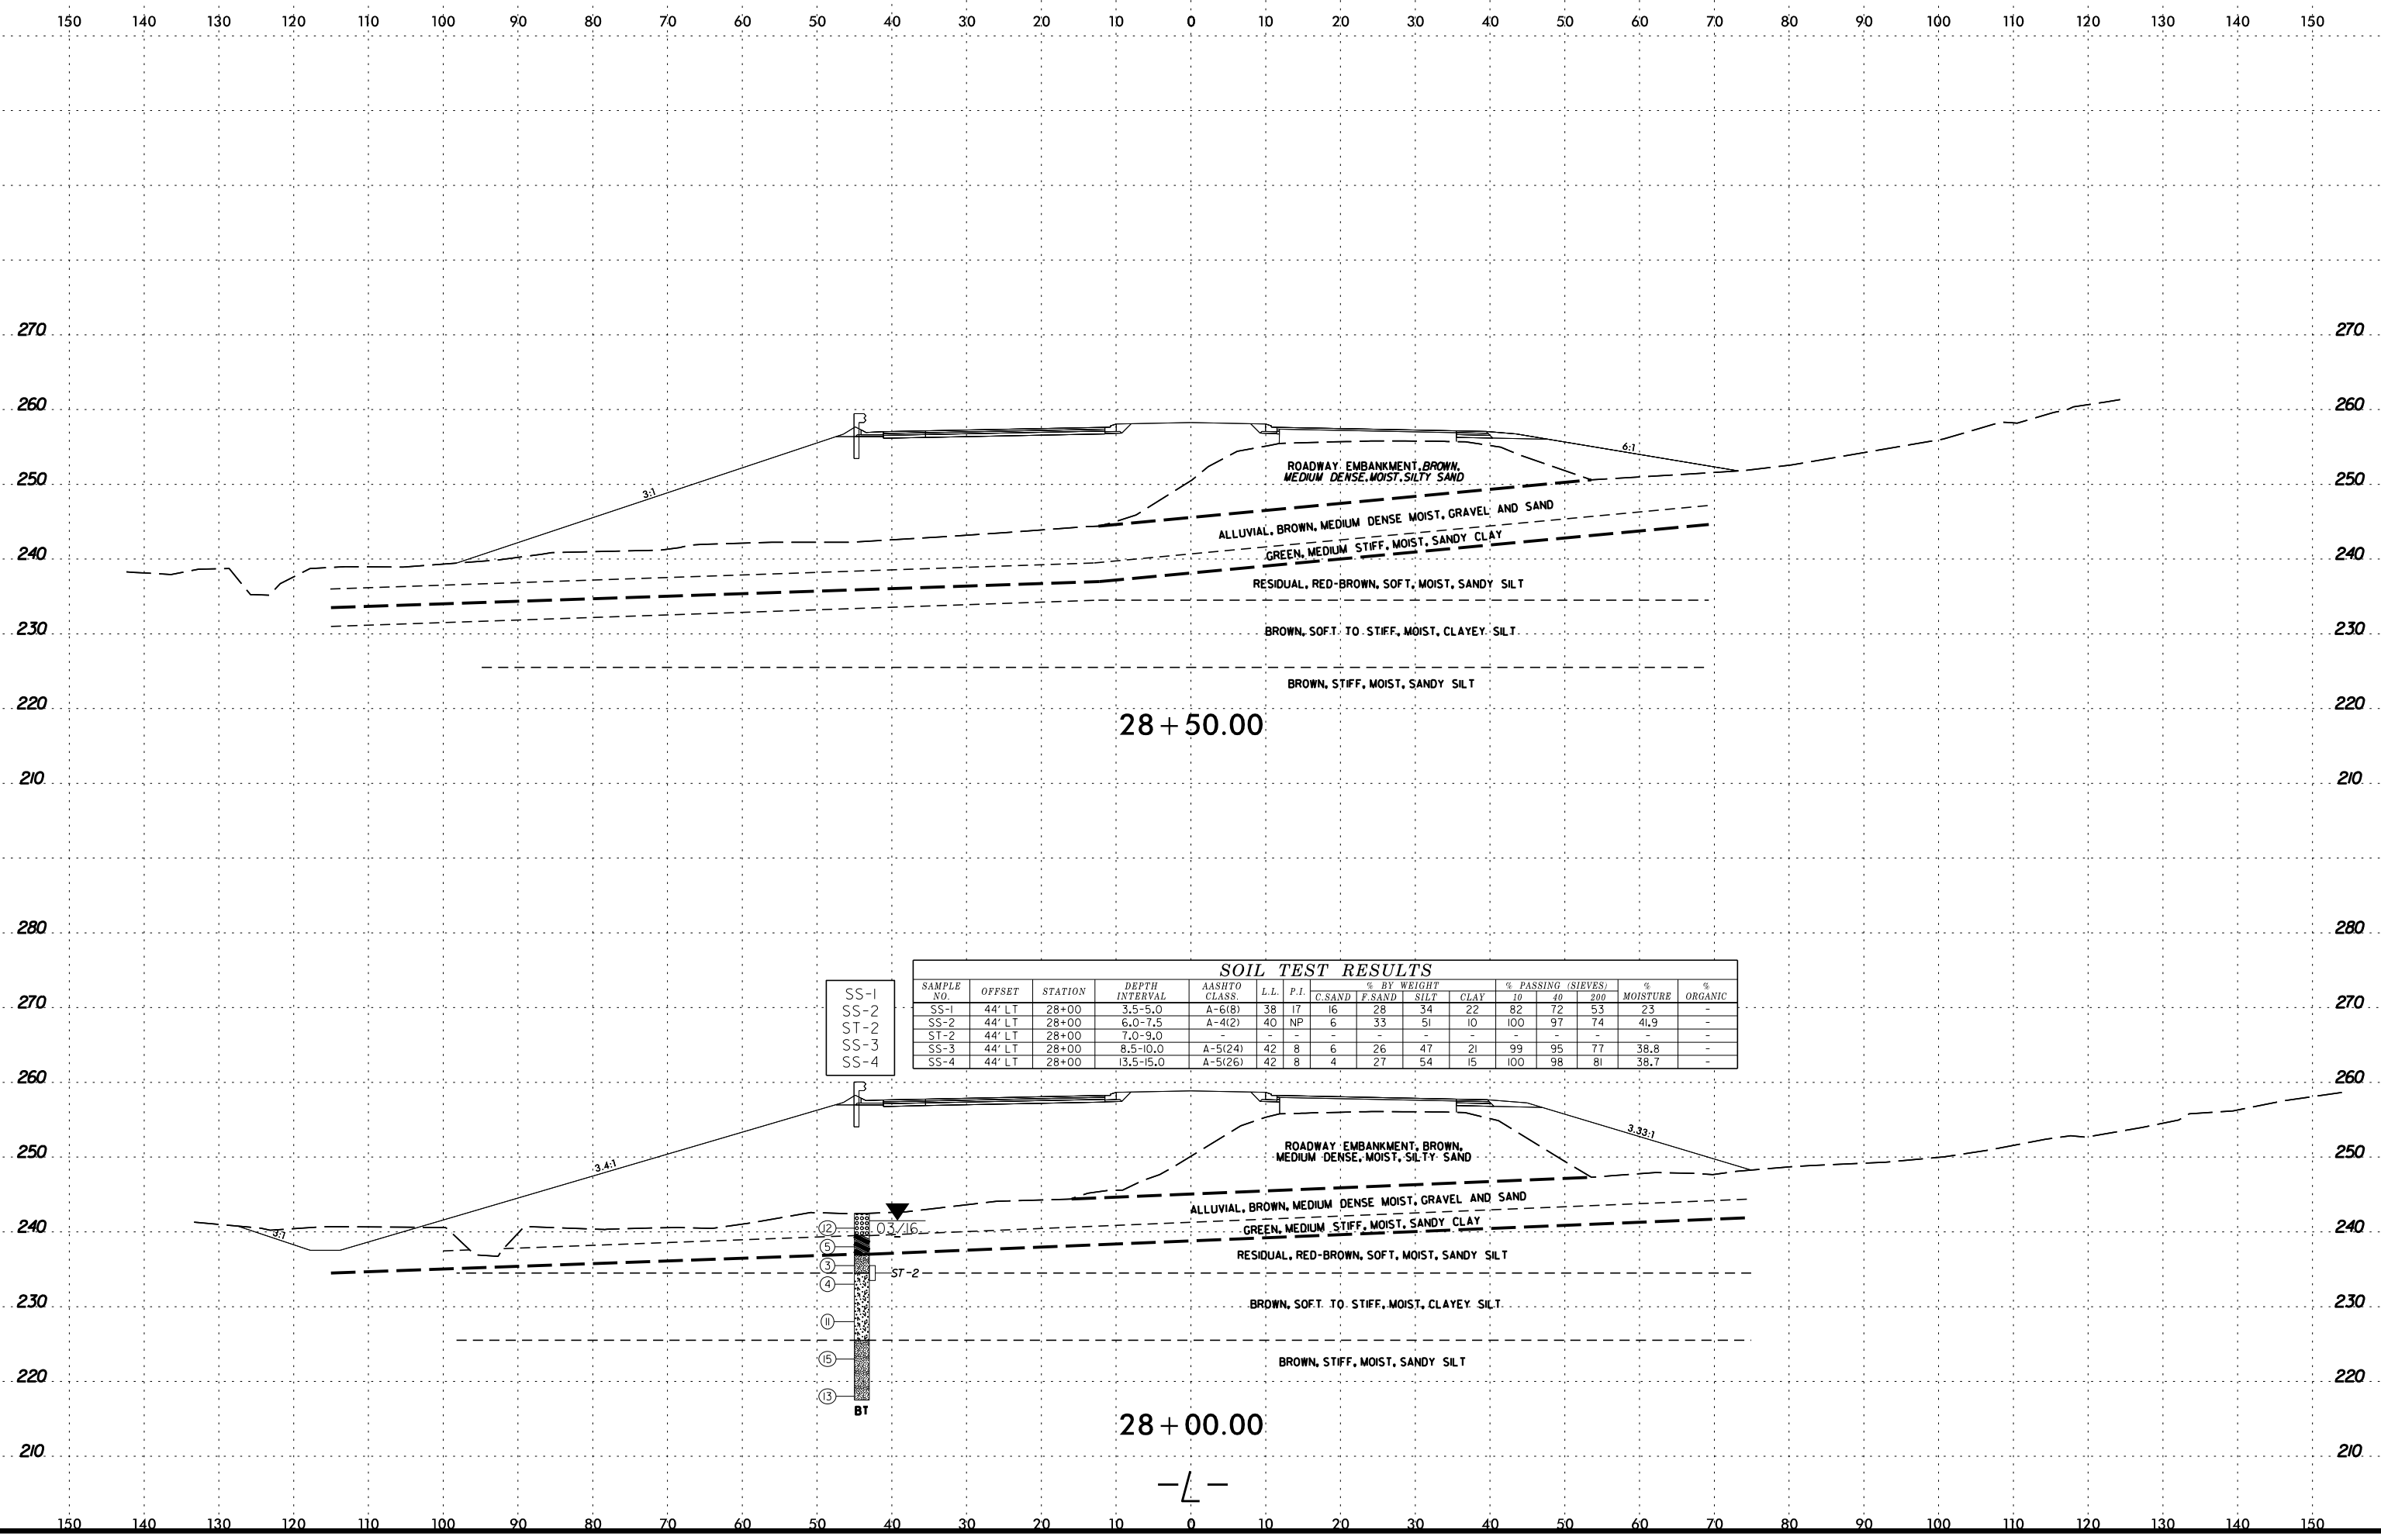 150 140 130 120 110 100 90 80 70 60 50 40 30 20 10 0 10 20 30 40 50 60 70 80 90 100 110 120 130 140 150
270 270
260 260
6:1
ROADWAY EMBANKMENT, BROWN,
MEDIUM DENSE, MOIST, SILTY SAND
250 250
3:1
ALLUVIAL, BROWN, MEDIUM DENSE MOIST, GRAVEL AND SAND
GREEN, MEDIUM STIFF, MOIST, SANDY CLAY
240 240
RESIDUAL, RED-BROWN, SOFT, MOIST, SANDY SILT
230 230
BROWN, SOFT TO STIFF, MOIST, CLAYEY SILT
BROWN, STIFF, MOIST, SANDY SILT
220 220
28+50.00
210 210
280 280
SOIL TEST RESULTS
SAMPLE NO. OFFSET STATION DEPTH INTERVAL AASHTO CLASS. L.L. P.I. % BY WEIGHT % PASSING (SIEVES) % MOISTURE % ORGANIC
C.SAND F.SAND SILT CLAY 10 40 200
SS-1 44' LT 28+00 3.5-5.0 A-6(8) 38 17 16 28 34 22 82 72 53 23 -
SS-2 44' LT 28+00 6.0-7.5 A-4(2) 40 NP 6 33 51 10 100 97 74 41.9 -
ST-2 44' LT 28+00 7.0-9.0 - - - - - - - - - - - -
SS-3 44' LT 28+00 8.5-10.0 A-5(24) 42 8 6 26 47 21 99 95 77 38.8 -
SS-4 44' LT 28+00 13.5-15.0 A-5(26) 42 8 4 27 54 15 100 98 81 38.7 -
SS-1
SS-2
ST-2
SS-3
SS-4
270 270
260 260
3.33:1
ROADWAY EMBANKMENT, BROWN,
MEDIUM DENSE, MOIST, SILTY SAND
250 250
3.4:1
ALLUVIAL, BROWN, MEDIUM DENSE MOIST, GRAVEL AND SAND
GREEN, MEDIUM STIFF, MOIST, SANDY CLAY
240 240
3:1
12
03/16
5
RESIDUAL, RED-BROWN, SOFT, MOIST, SANDY SILT
3
ST-2
4
230 230
BROWN, SOFT TO STIFF, MOIST, CLAYEY SILT
11
15
BROWN, STIFF, MOIST, SANDY SILT
220 220
13
BT
28+00.00
210 210
-L-
150 140 130 120 110 100 90 80 70 60 50 40 30 20 10 0 10 20 30 40 50 60 70 80 90 100 110 120 130 140 150